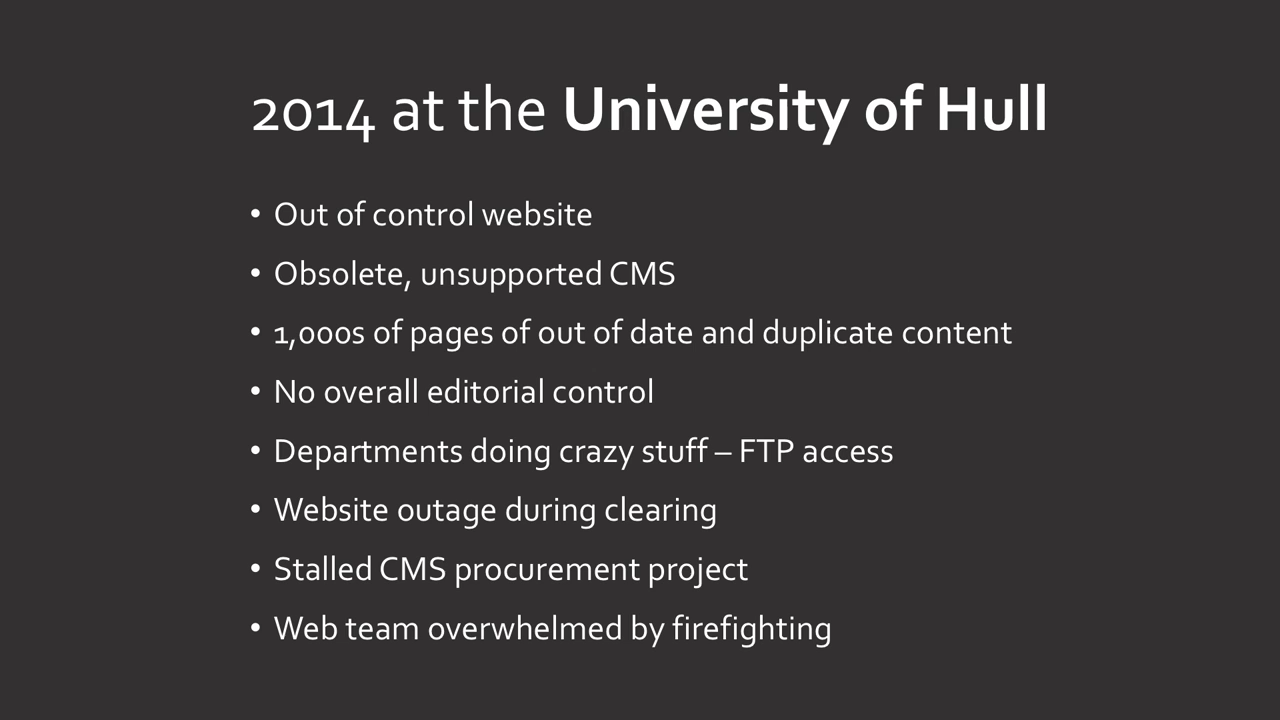 2014 at the University of Hull
• Out of control website
• Obsolete, unsupported CMS
• 1,000s of pages of out of date and duplicate content
• No overall editorial control
• Departments doing crazy stuff – FTP access
• Website outage during clearing
• Stalled CMS procurement project
• Web team overwhelmed by firefighting